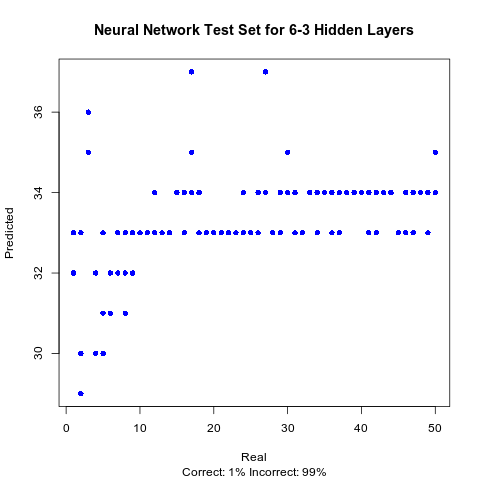 Neural Network Test Set for 6-3 Hidden Layers
Predicted
36
34
32
30
0 10 20 30 40 50
Real
Correct: 1% Incorrect: 99%